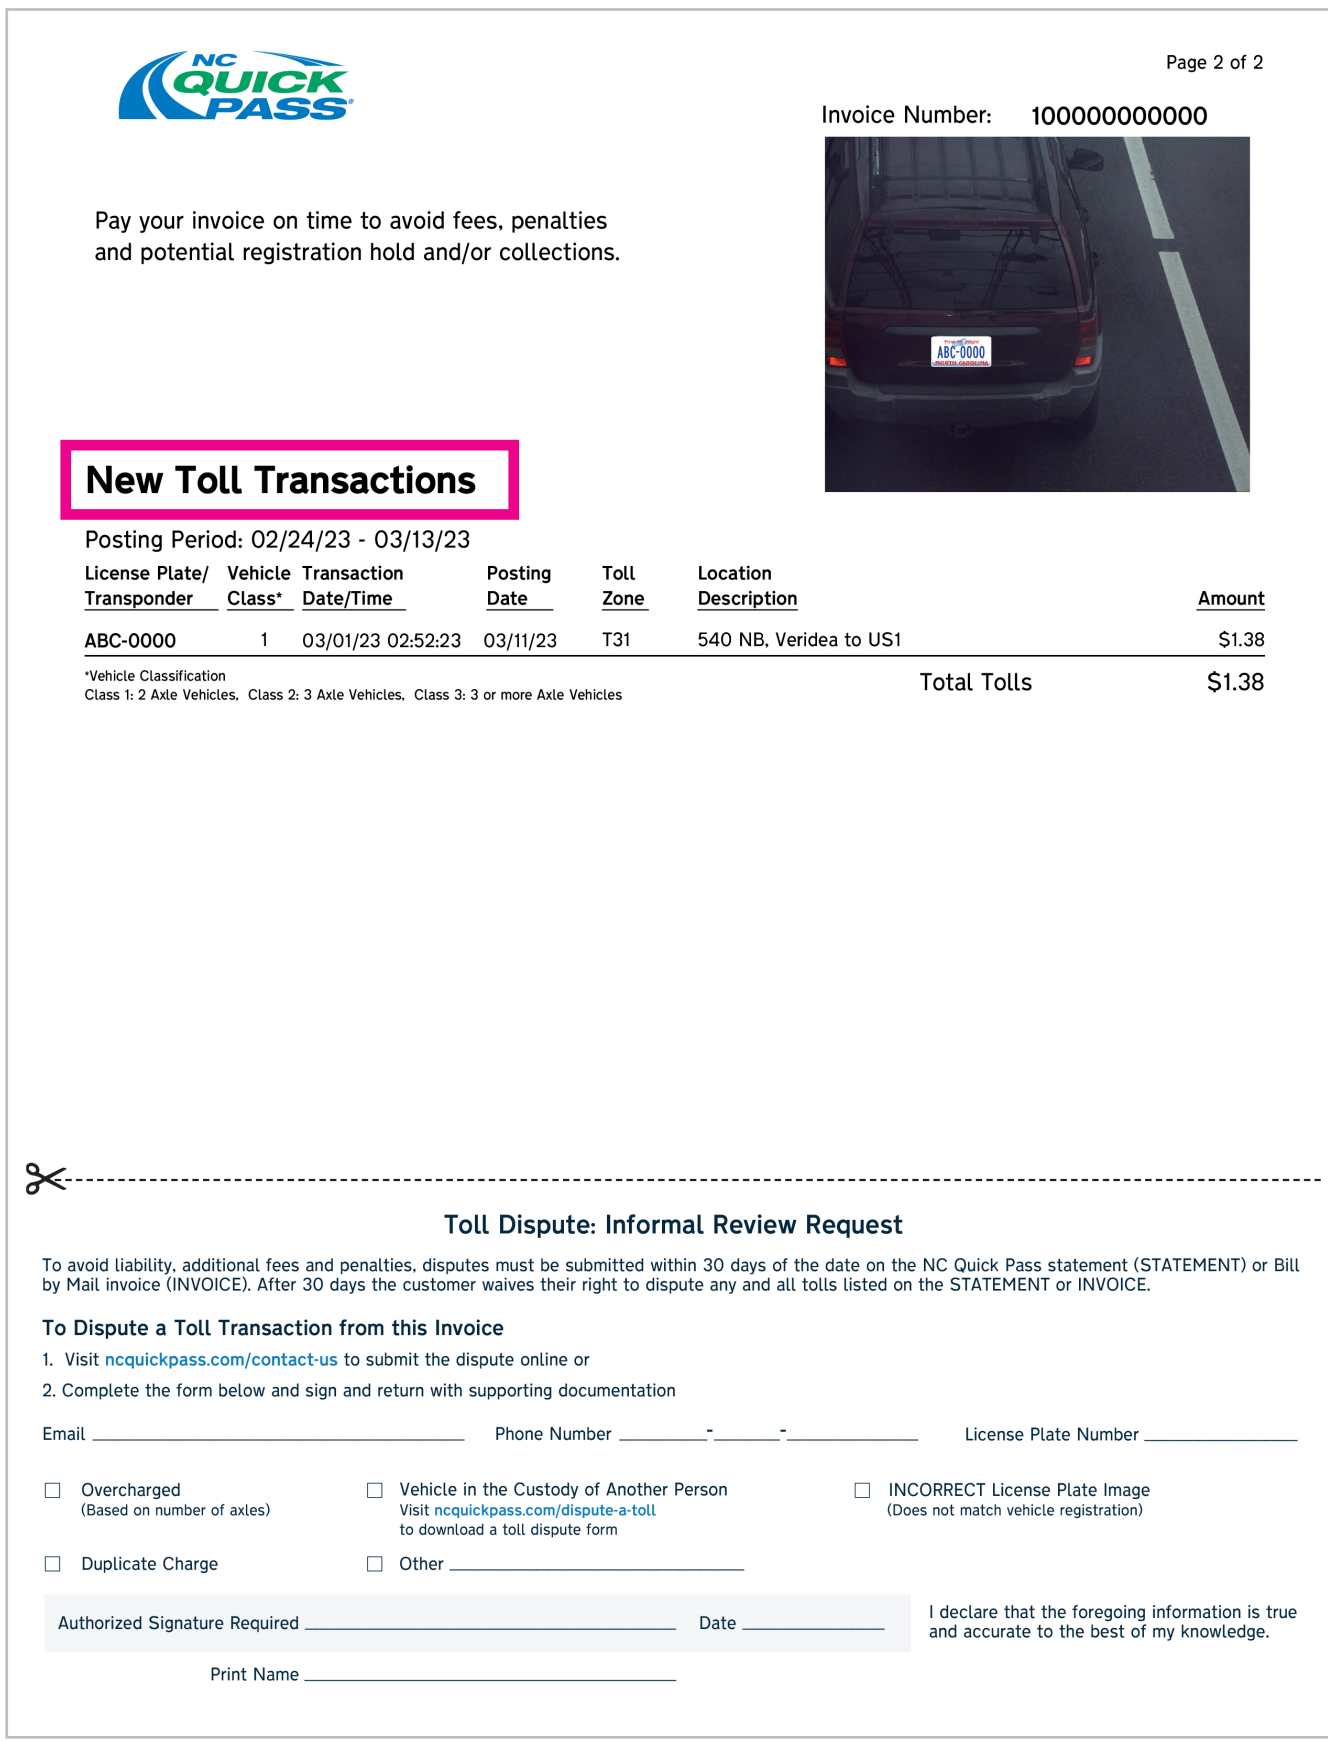 NC
QUICK
PASS®
Page 2 of 2
Invoice Number: 100000000000
Pay your invoice on time to avoid fees, penalties
and potential registration hold and/or collections.
First in Flight
ABC-0000
NORTH CAROLINA
New Toll Transactions
Posting Period: 02/24/23 - 03/13/23
License Plate/ Vehicle Transaction Posting Toll Location
Transponder Class* Date/Time Date Zone Description Amount
ABC-0000 1 03/01/23 02:52:23 03/11/23 T31 540 NB, Veridea to US1 $1.38
*Vehicle Classification
Class 1: 2 Axle Vehicles, Class 2: 3 Axle Vehicles, Class 3: 3 or more Axle Vehicles
Total Tolls $1.38
Toll Dispute: Informal Review Request
To avoid liability, additional fees and penalties, disputes must be submitted within 30 days of the date on the NC Quick Pass statement (STATEMENT) or Bill
by Mail invoice (INVOICE). After 30 days the customer waives their right to dispute any and all tolls listed on the STATEMENT or INVOICE.
To Dispute a Toll Transaction from this Invoice
1. Visit ncquickpass.com/contact-us to submit the dispute online or
2. Complete the form below and sign and return with supporting documentation
Email Phone Number - - License Plate Number
Overcharged
(Based on number of axles)
Vehicle in the Custody of Another Person
Visit ncquickpass.com/dispute-a-toll
to download a toll dispute form
INCORRECT License Plate Image
(Does not match vehicle registration)
Duplicate Charge
Other
Authorized Signature Required Date
I declare that the foregoing information is true
and accurate to the best of my knowledge.
Print Name